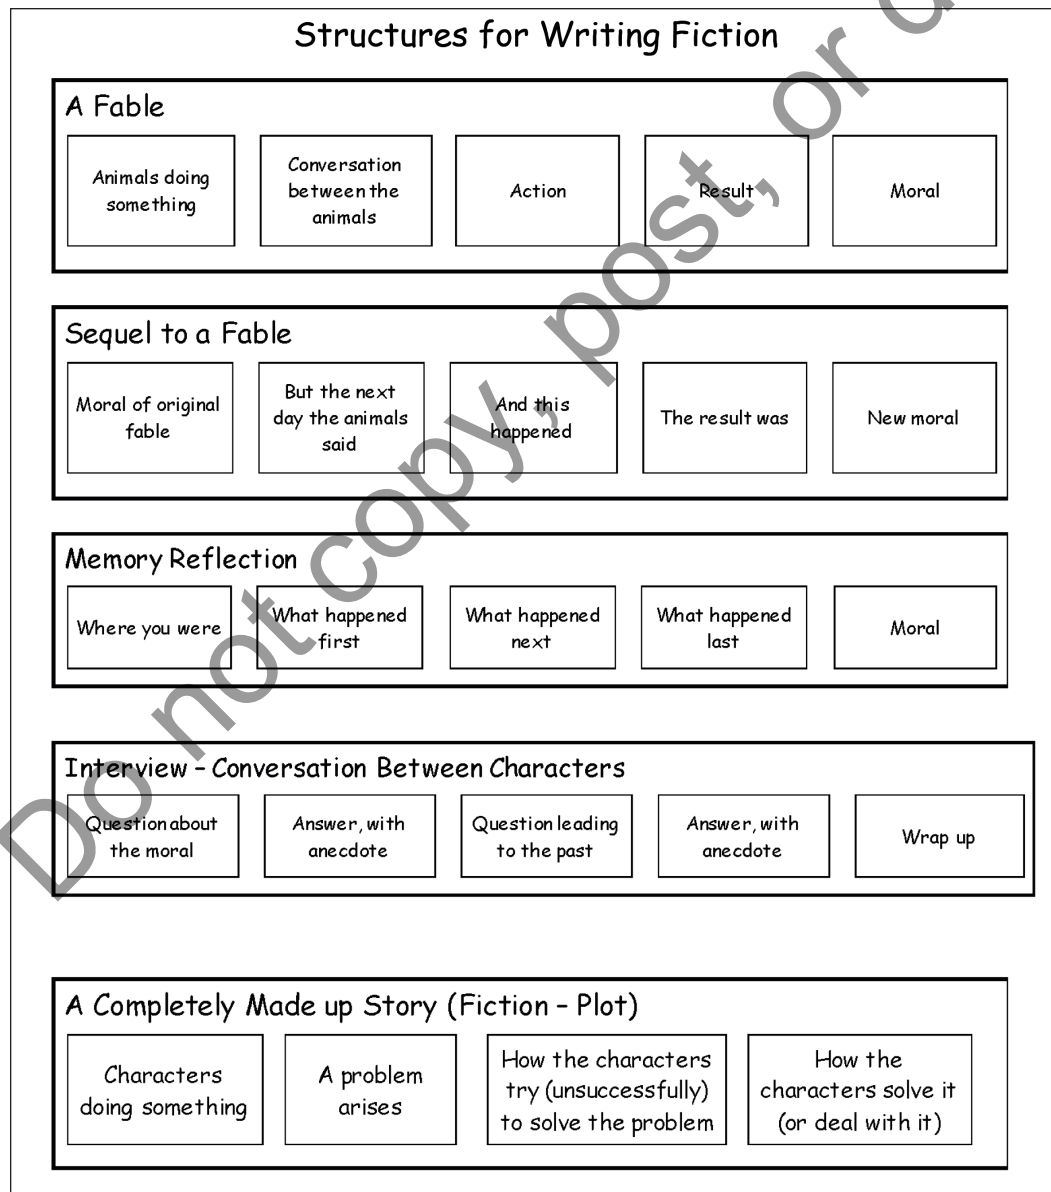 Structures for Writing Fiction
A Fable
Animals doing
something
Conversation
between the
animals
Action
Result
Moral
Sequel to a Fable
Moral of original
fable
But the next
day the animals
said
And this
happened
The result was
New moral
Memory Reflection
Where you were
What happened
first
What happened
next
What happened
last
Moral
Interview – Conversation Between Characters
Question about
the moral
Answer, with
anecdote
Question leading
to the past
Answer, with
anecdote
Wrap up
A Completely Made up Story (Fiction – Plot)
Characters
doing something
A problem
arises
How the characters
try (unsuccessfully)
to solve the problem
How the
characters solve it
(or deal with it)
Do not copy, post, or